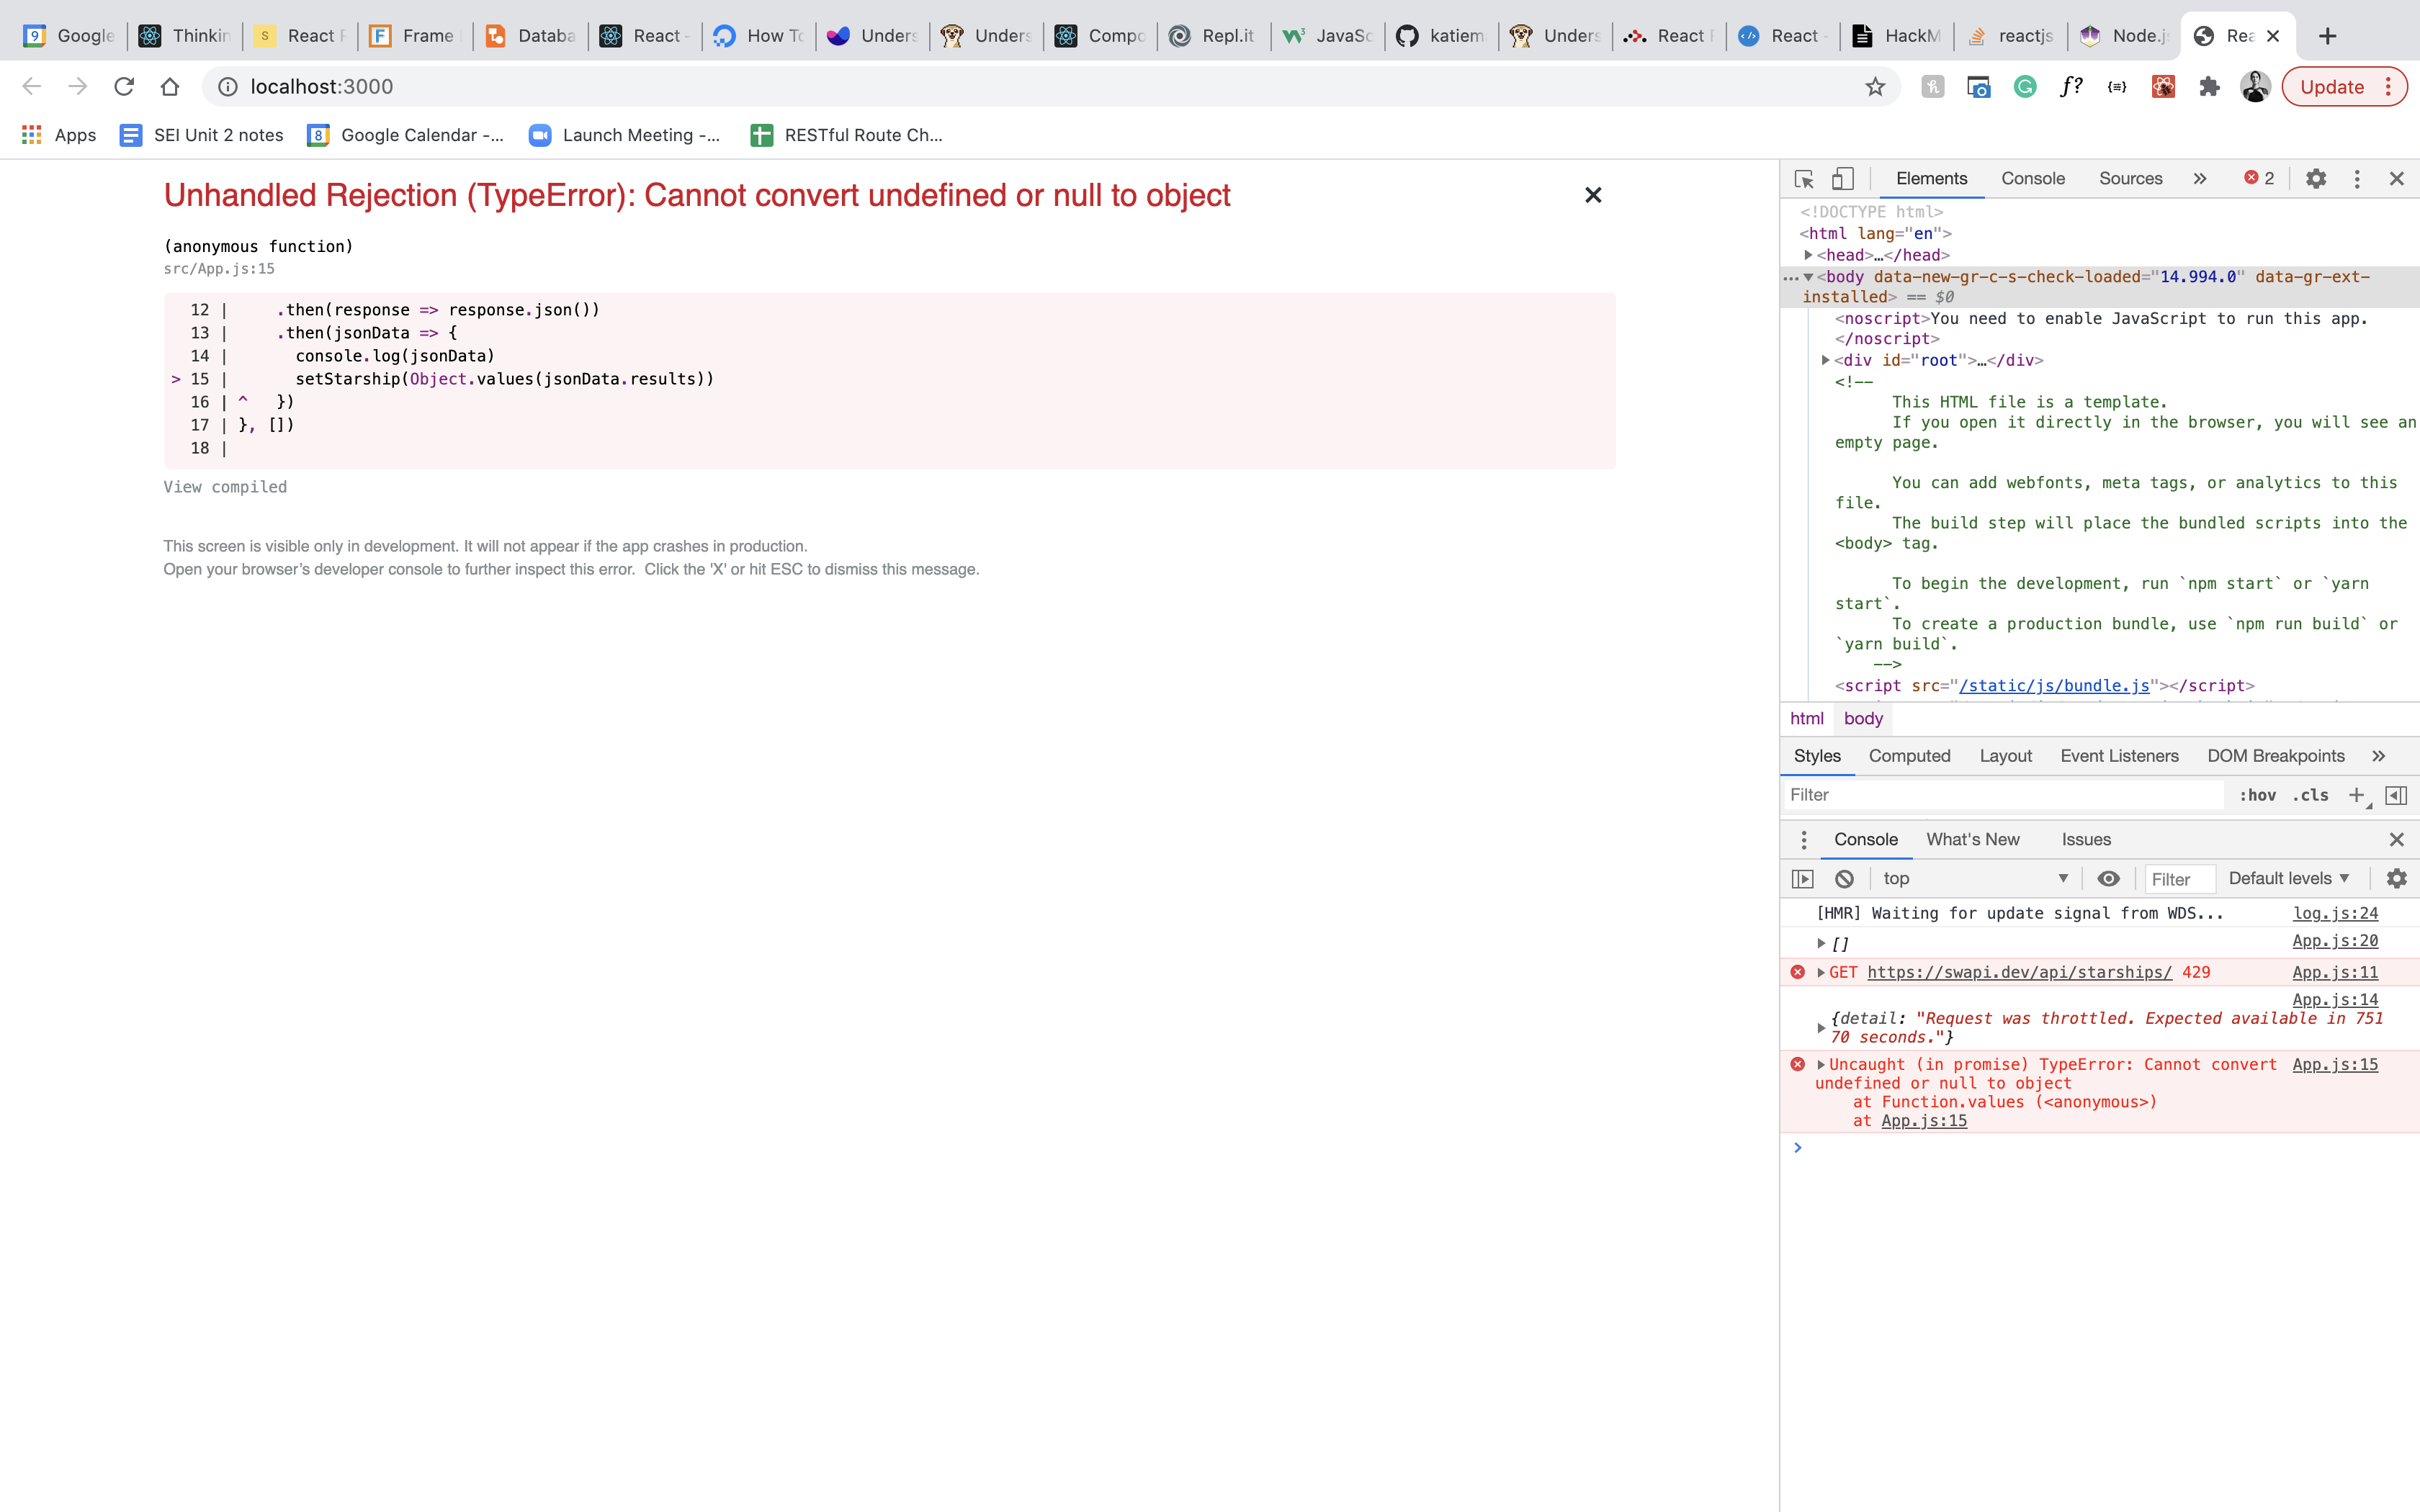 Google
Thinkin
React F
Frame
Databa
React -
How To
Unders
Unders
Compo
Repl.it
JavaSc
katiem
Unders
React F
React -
HackM
reactjs
Node.j
Rea
localhost:3000
Update
Apps
SEI Unit 2 notes
Google Calendar -...
Launch Meeting -...
RESTful Route Ch...
Unhandled Rejection (TypeError): Cannot convert undefined or null to object
(anonymous function)
src/App.js:15
12 | .then(response => response.json())
13 | .then(jsonData => {
14 | console.log(jsonData)
> 15 | setStarship(Object.values(jsonData.results))
16 | ^ })
17 | }, [])
18 |
View compiled
This screen is visible only in development. It will not appear if the app crashes in production.
Open your browser’s developer console to further inspect this error. Click the 'X' or hit ESC to dismiss this message.
Elements Console Sources » 2
<!DOCTYPE html>
<html lang="en">
<head>…</head>
<body data-new-gr-c-s-check-loaded="14.994.0" data-gr-ext-
installed> == $0
<noscript>You need to enable JavaScript to run this app.
</noscript>
<div id="root">…</div>
<!--
This HTML file is a template.
If you open it directly in the browser, you will see an
empty page.
You can add webfonts, meta tags, or analytics to this
file.
The build step will place the bundled scripts into the
<body> tag.
To begin the development, run `npm start` or `yarn
start`.
To create a production bundle, use `npm run build` or
`yarn build`.
-->
<script src="/static/js/bundle.js"></script>
html body
Styles Computed Layout Event Listeners DOM Breakpoints »
Filter :hov .cls +
Console What's New Issues
top Filter Default levels
[HMR] Waiting for update signal from WDS... log.js:24
[] App.js:20
GET https://swapi.dev/api/starships/ 429 App.js:11
App.js:14
{detail: "Request was throttled. Expected available in 751
70 seconds."}
Uncaught (in promise) TypeError: Cannot convert App.js:15
undefined or null to object
at Function.values (<anonymous>)
at App.js:15